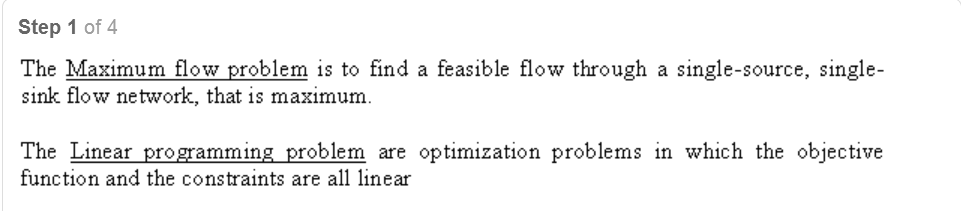 Step 1 of 4
The Maximum flow problem is to find a feasible flow through a single-source, single-
sink flow network, that is maximum.
The Linear programming problem are optimization problems in which the objective
function and the constraints are all linear